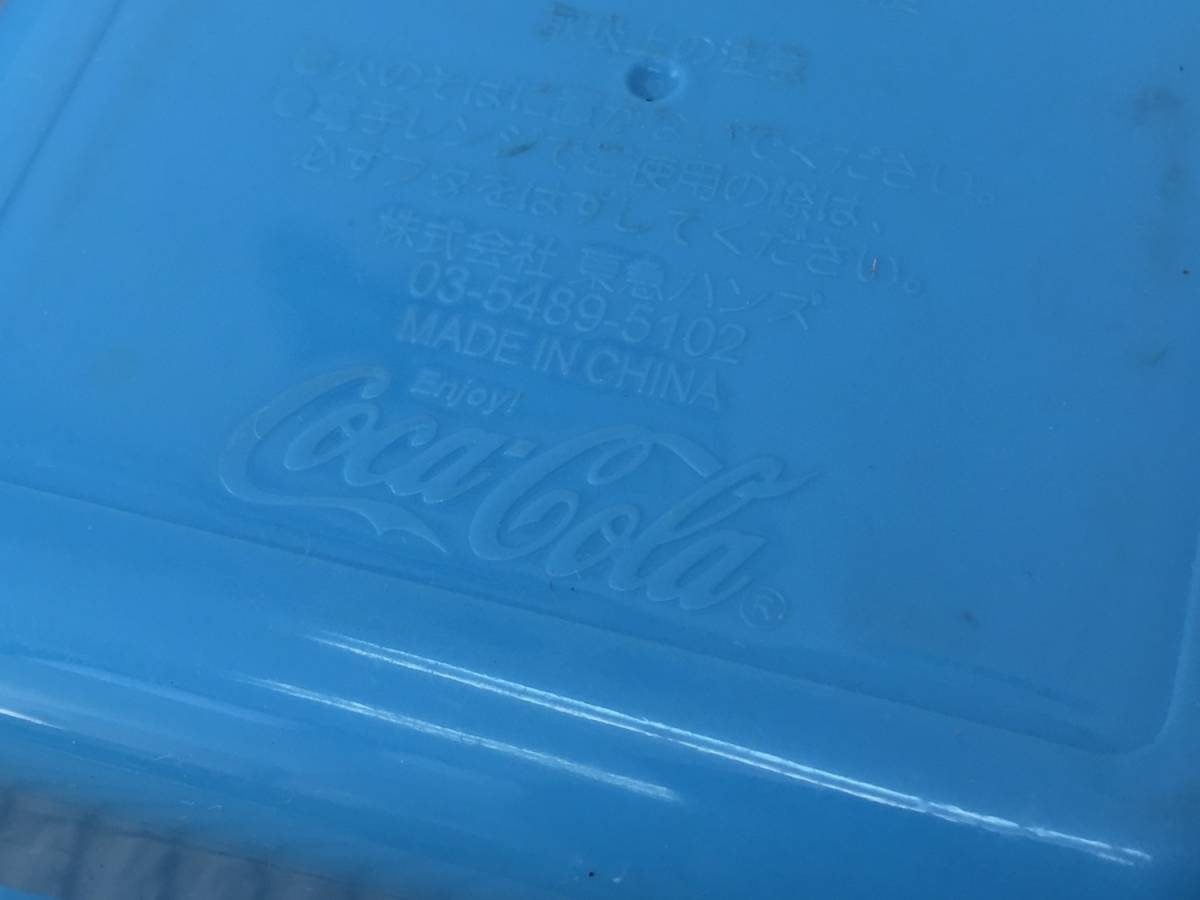 取扱上の注意
○火のそばに置かないでください。
○電子レンジでご使用の際は、
必ずフタをはずしてください。
株式会社 東急ハンズ
03-5489-5102
MADE IN CHINA
Enjoy!
Coca-Cola®